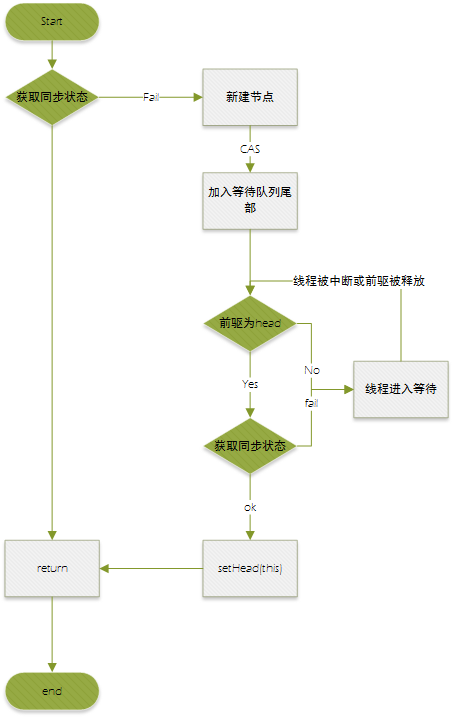 Start
获取同步状态
Fail
新建节点
CAS
加入等待队列尾
部
线程被中断或前驱被释放
前驱为head
No
Yes
线程进入等待
fail
获取同步状态
ok
return
setHead(this)
end